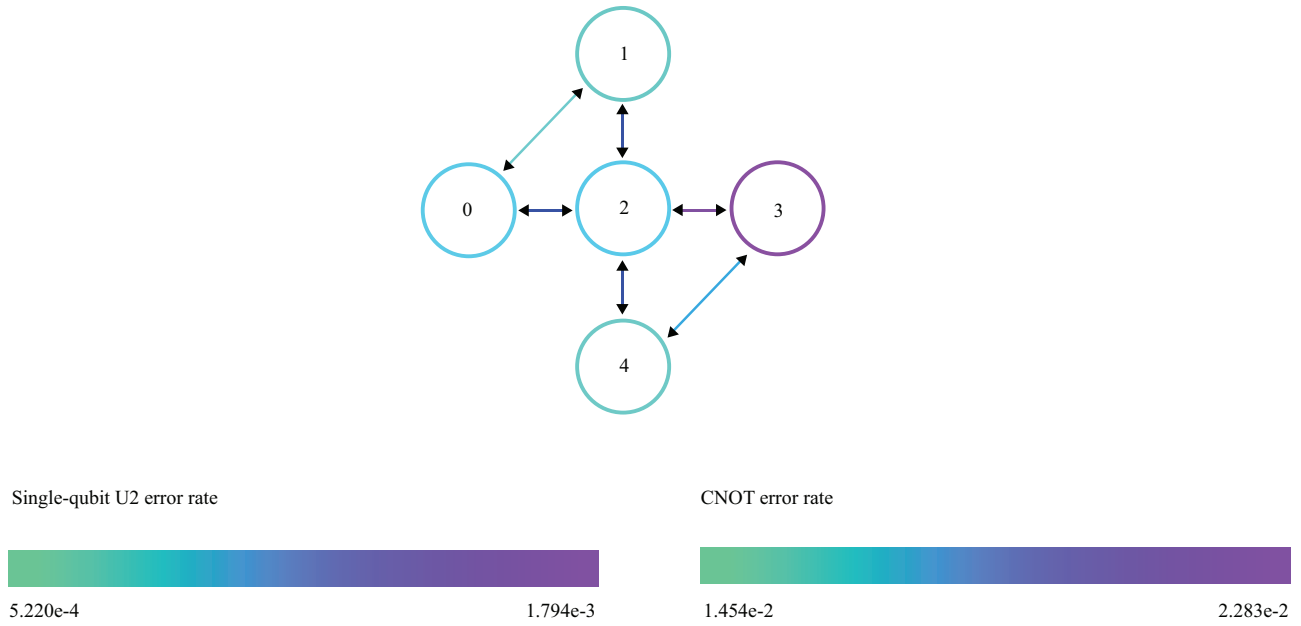 1
0
2
3
4
Single-qubit U2 error rate
CNOT error rate
5.220e-4
1.794e-3
1.454e-2
2.283e-2